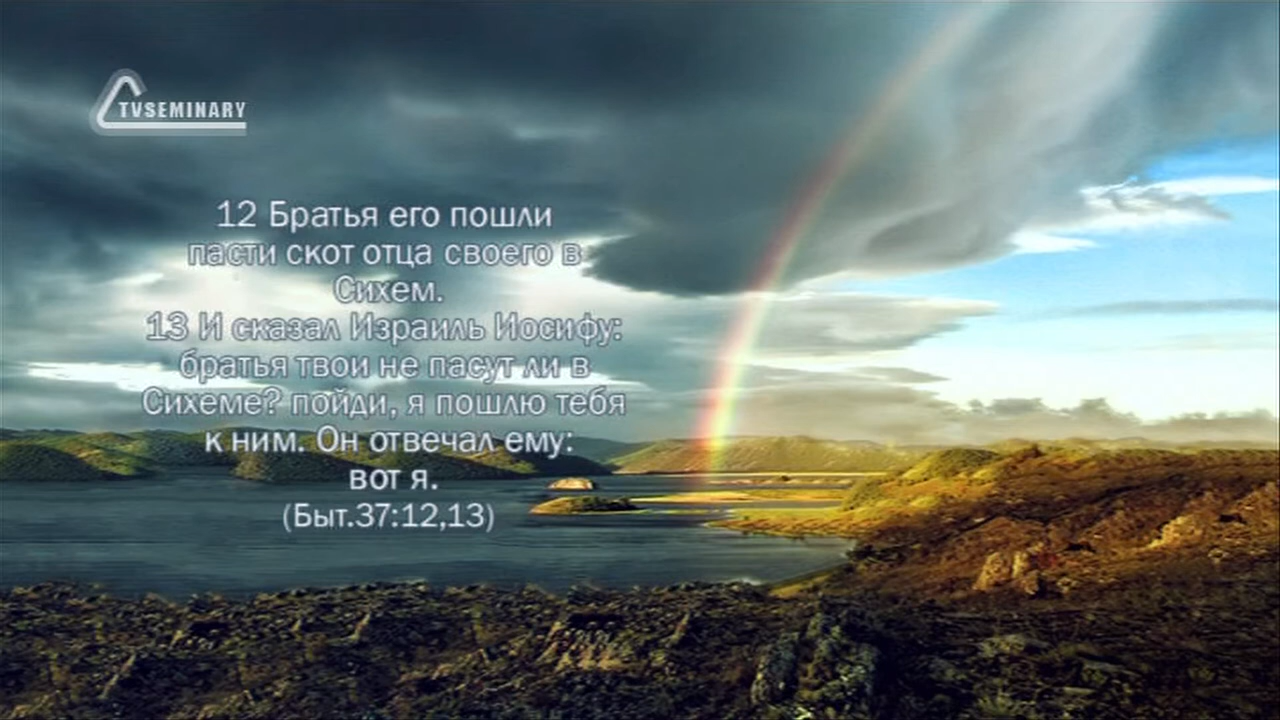 TVSEMINARY
12 Братья его пошли
пасти скот отца своего в
Сихем.
13 И сказал Израиль Иосифу:
братья твои не пасут ли в
Сихеме? пойди, я пошлю тебя
к ним. Он отвечал ему:
вот я.
(Быт.37:12,13)